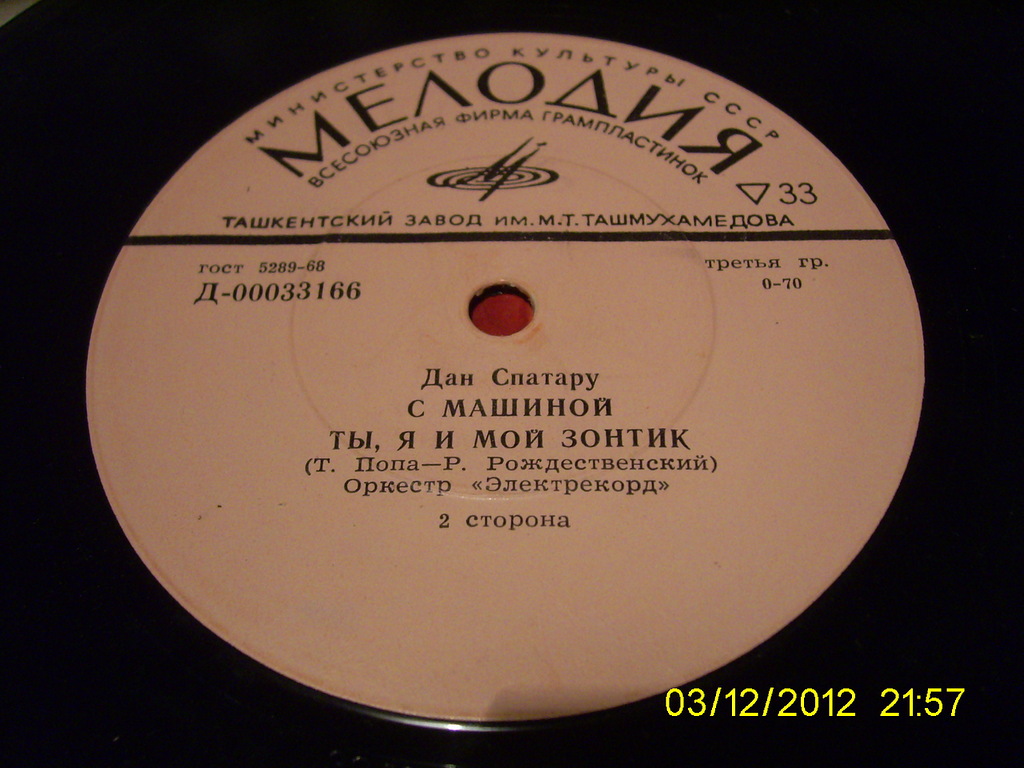 МИНИСТЕРСТВО КУЛЬТУРЫ СССР
МЕЛОДИЯ
ВСЕСОЮЗНАЯ ФИРМА ГРАМПЛАСТИНОК
33
ТАШКЕНТСКИЙ ЗАВОД ИМ. М.Т. ТАШМУХАМЕДОВА
гост 5289-68
третья гр.
Д-00033166
0-70
Дан Спатару
С МАШИНОЙ
ТЫ, Я И МОЙ ЗОНТИК
(Т. Попа—Р. Рождественский)
Оркестр «Электрекорд»
2 сторона
03/12/2012 21:57